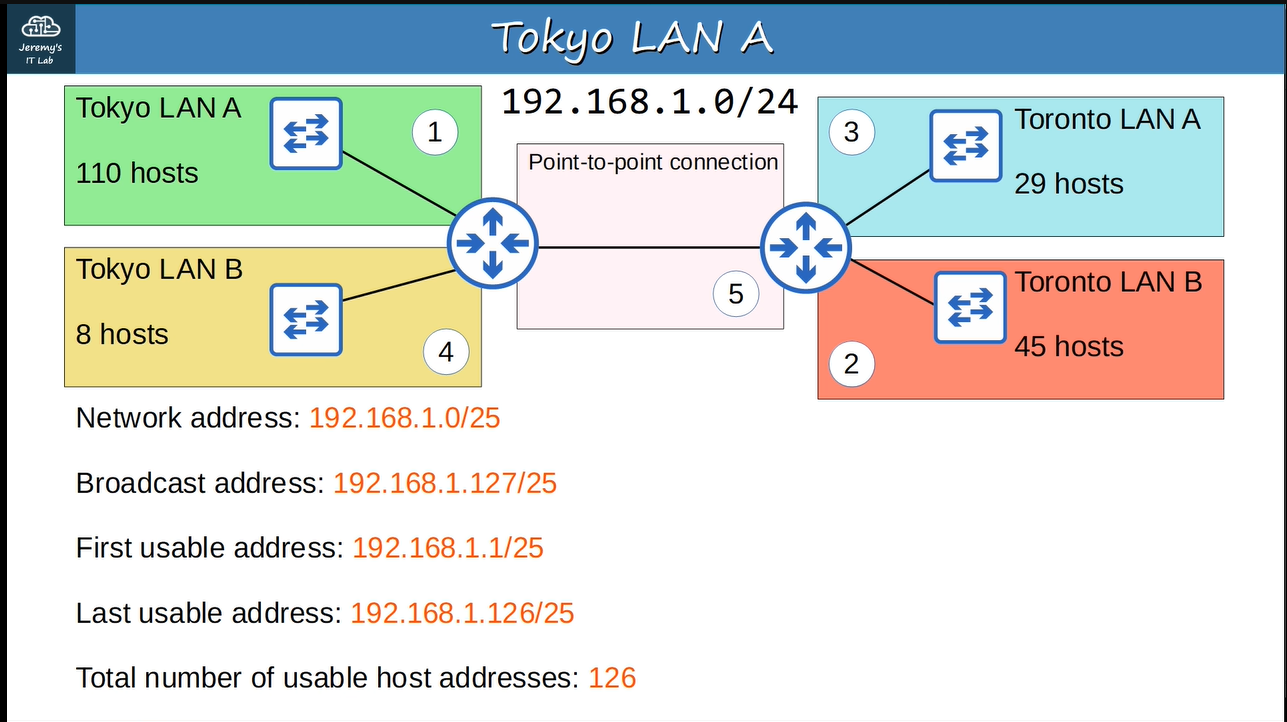 Jeremy's
IT Lab
Tokyo LAN A
192.168.1.0/24
Tokyo LAN A
110 hosts
1
Point-to-point connection
5
3
Toronto LAN A
29 hosts
Tokyo LAN B
8 hosts
4
Toronto LAN B
45 hosts
2
Network address: 192.168.1.0/25
Broadcast address: 192.168.1.127/25
First usable address: 192.168.1.1/25
Last usable address: 192.168.1.126/25
Total number of usable host addresses: 126